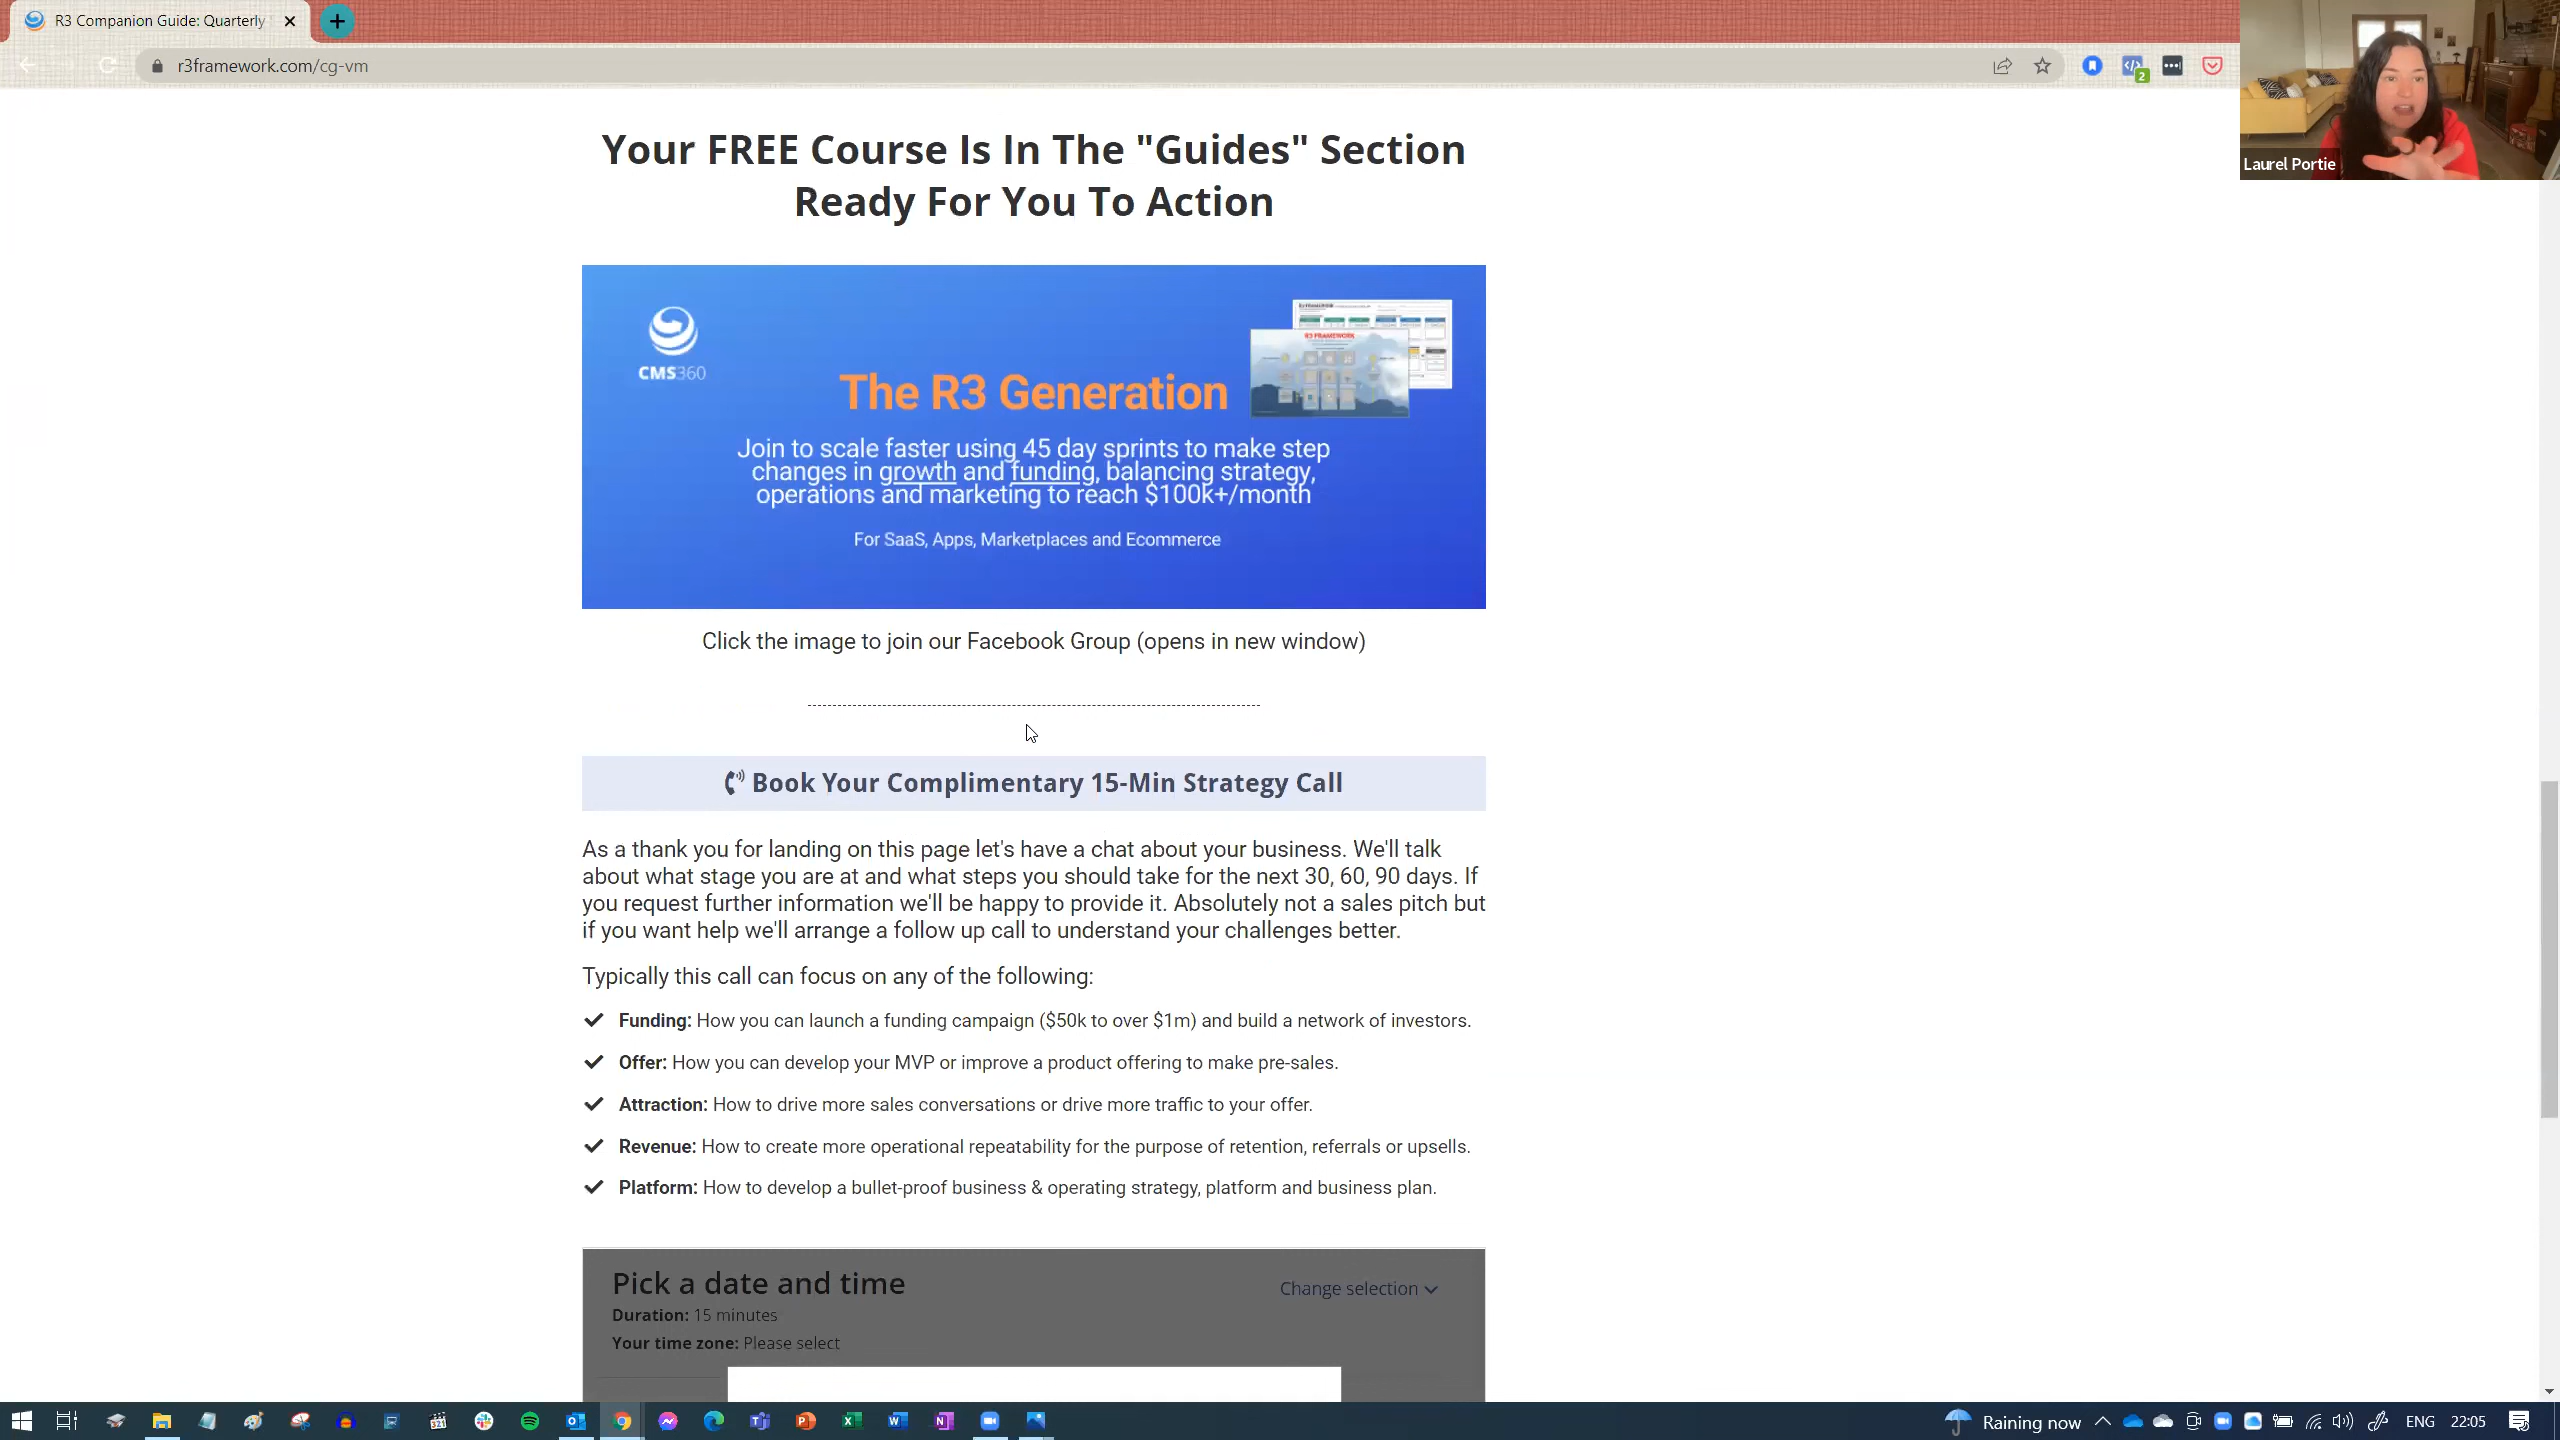 R3 Companion Guide: Quarterly
r3framework.com/cg-vm
2
Laurel Portie
Your FREE Course Is In The "Guides" Section
Ready For You To Action
CMS360
R3 FRAMEWORK
The R3 Generation
Join to scale faster using 45 day sprints to make step
changes in growth and funding, balancing strategy,
operations and marketing to reach $100k+/month
For SaaS, Apps, Marketplaces and Ecommerce
Click the image to join our Facebook Group (opens in new window)
Book Your Complimentary 15-Min Strategy Call
As a thank you for landing on this page let's have a chat about your business. We'll talk
about what stage you are at and what steps you should take for the next 30, 60, 90 days. If
you request further information we'll be happy to provide it. Absolutely not a sales pitch but
if you want help we'll arrange a follow up call to understand your challenges better.
Typically this call can focus on any of the following:
Funding: How you can launch a funding campaign ($50k to over $1m) and build a network of investors.
Offer: How you can develop your MVP or improve a product offering to make pre-sales.
Attraction: How to drive more sales conversations or drive more traffic to your offer.
Revenue: How to create more operational repeatability for the purpose of retention, referrals or upsells.
Platform: How to develop a bullet-proof business & operating strategy, platform and business plan.
Pick a date and time
Change selection
Duration: 15 minutes
Your time zone: Please select
Raining now
ENG
22:05